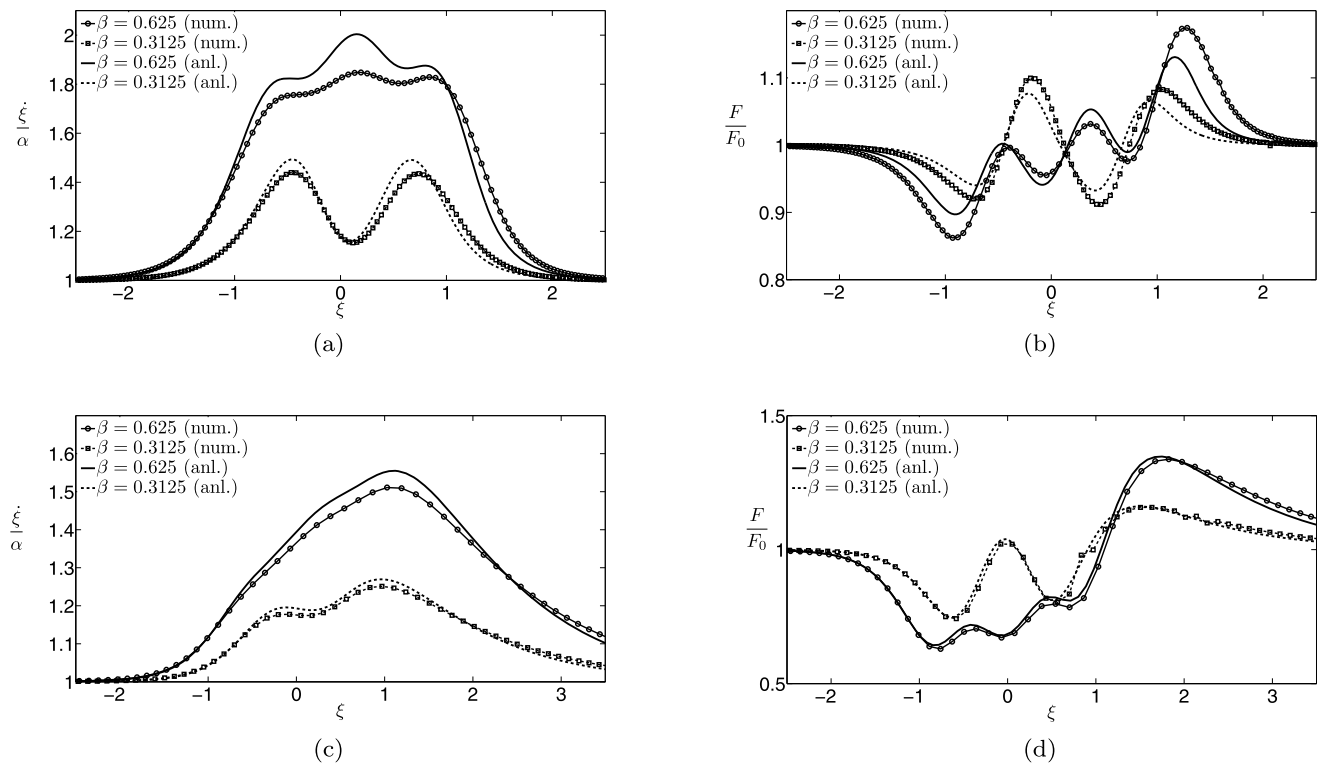 β = 0.625 (num.)
β = 0.3125 (num.)
β = 0.625 (anl.)
β = 0.3125 (anl.)
2
1.8
1.6
1.4
1.2
1
ξ̇
α
−2 −1 0 1 2
ξ
(a)
β = 0.625 (num.)
β = 0.3125 (num.)
β = 0.625 (anl.)
β = 0.3125 (anl.)
1.1
1
0.9
0.8
F
F₀
−2 −1 0 1 2
ξ
(b)
β = 0.625 (num.)
β = 0.3125 (num.)
β = 0.625 (anl.)
β = 0.3125 (anl.)
1.6
1.5
1.4
1.3
1.2
1.1
1
ξ̇
α
−2 −1 0 1 2 3
ξ
(c)
β = 0.625 (num.)
β = 0.3125 (num.)
β = 0.625 (anl.)
β = 0.3125 (anl.)
1.5
1
0.5
F
F₀
−2 −1 0 1 2 3
ξ
(d)